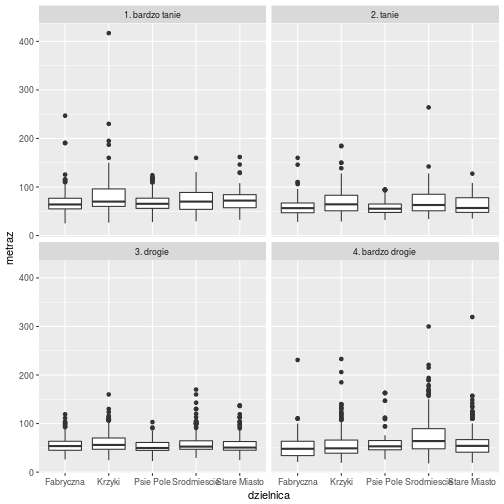 1. bardzo tanie
2. tanie
400
300
200
100
0
metraz
3. drogie
4. bardzo drogie
400
300
200
100
0
Fabryczna Krzyki Psie Pole Srodmiescie Stare Miasto
Fabryczna Krzyki Psie Pole Srodmiescie Stare Miasto
dzielnica